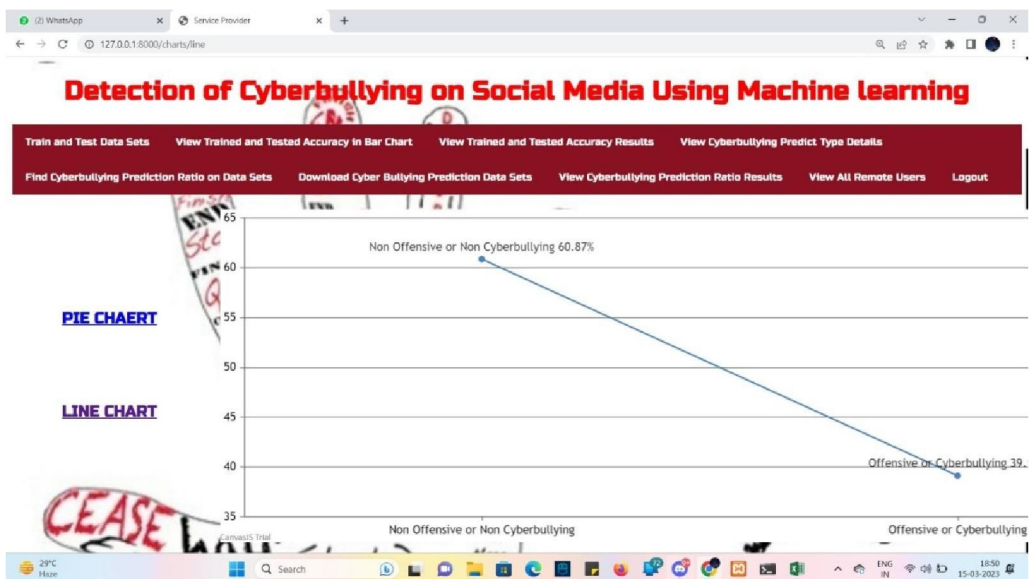 (2) WhatsApp
Service Provider
127.0.0.1:8000/charts/line
Detection of Cyberbullying on Social Media Using Machine learning
Train and Test Data Sets View Trained and Tested Accuracy in Bar Chart View Trained and Tested Accuracy Results View Cyberbullying Predict Type Details
Find Cyberbullying Prediction Ratio on Data Sets Download Cyber Bullying Prediction Data Sets View Cyberbullying Prediction Ratio Results View All Remote Users Logout
65
Non Offensive or Non Cyberbullying 60.87%
60
PIE CHAERT
55
50
LINE CHART
45
40
Offensive or Cyberbullying 39.
35
Non Offensive or Non Cyberbullying
Offensive or Cyberbullying
CanvasJS Trial
CEASE
29°C
Haze
Search
ENG
IN
18:50
15-03-2023